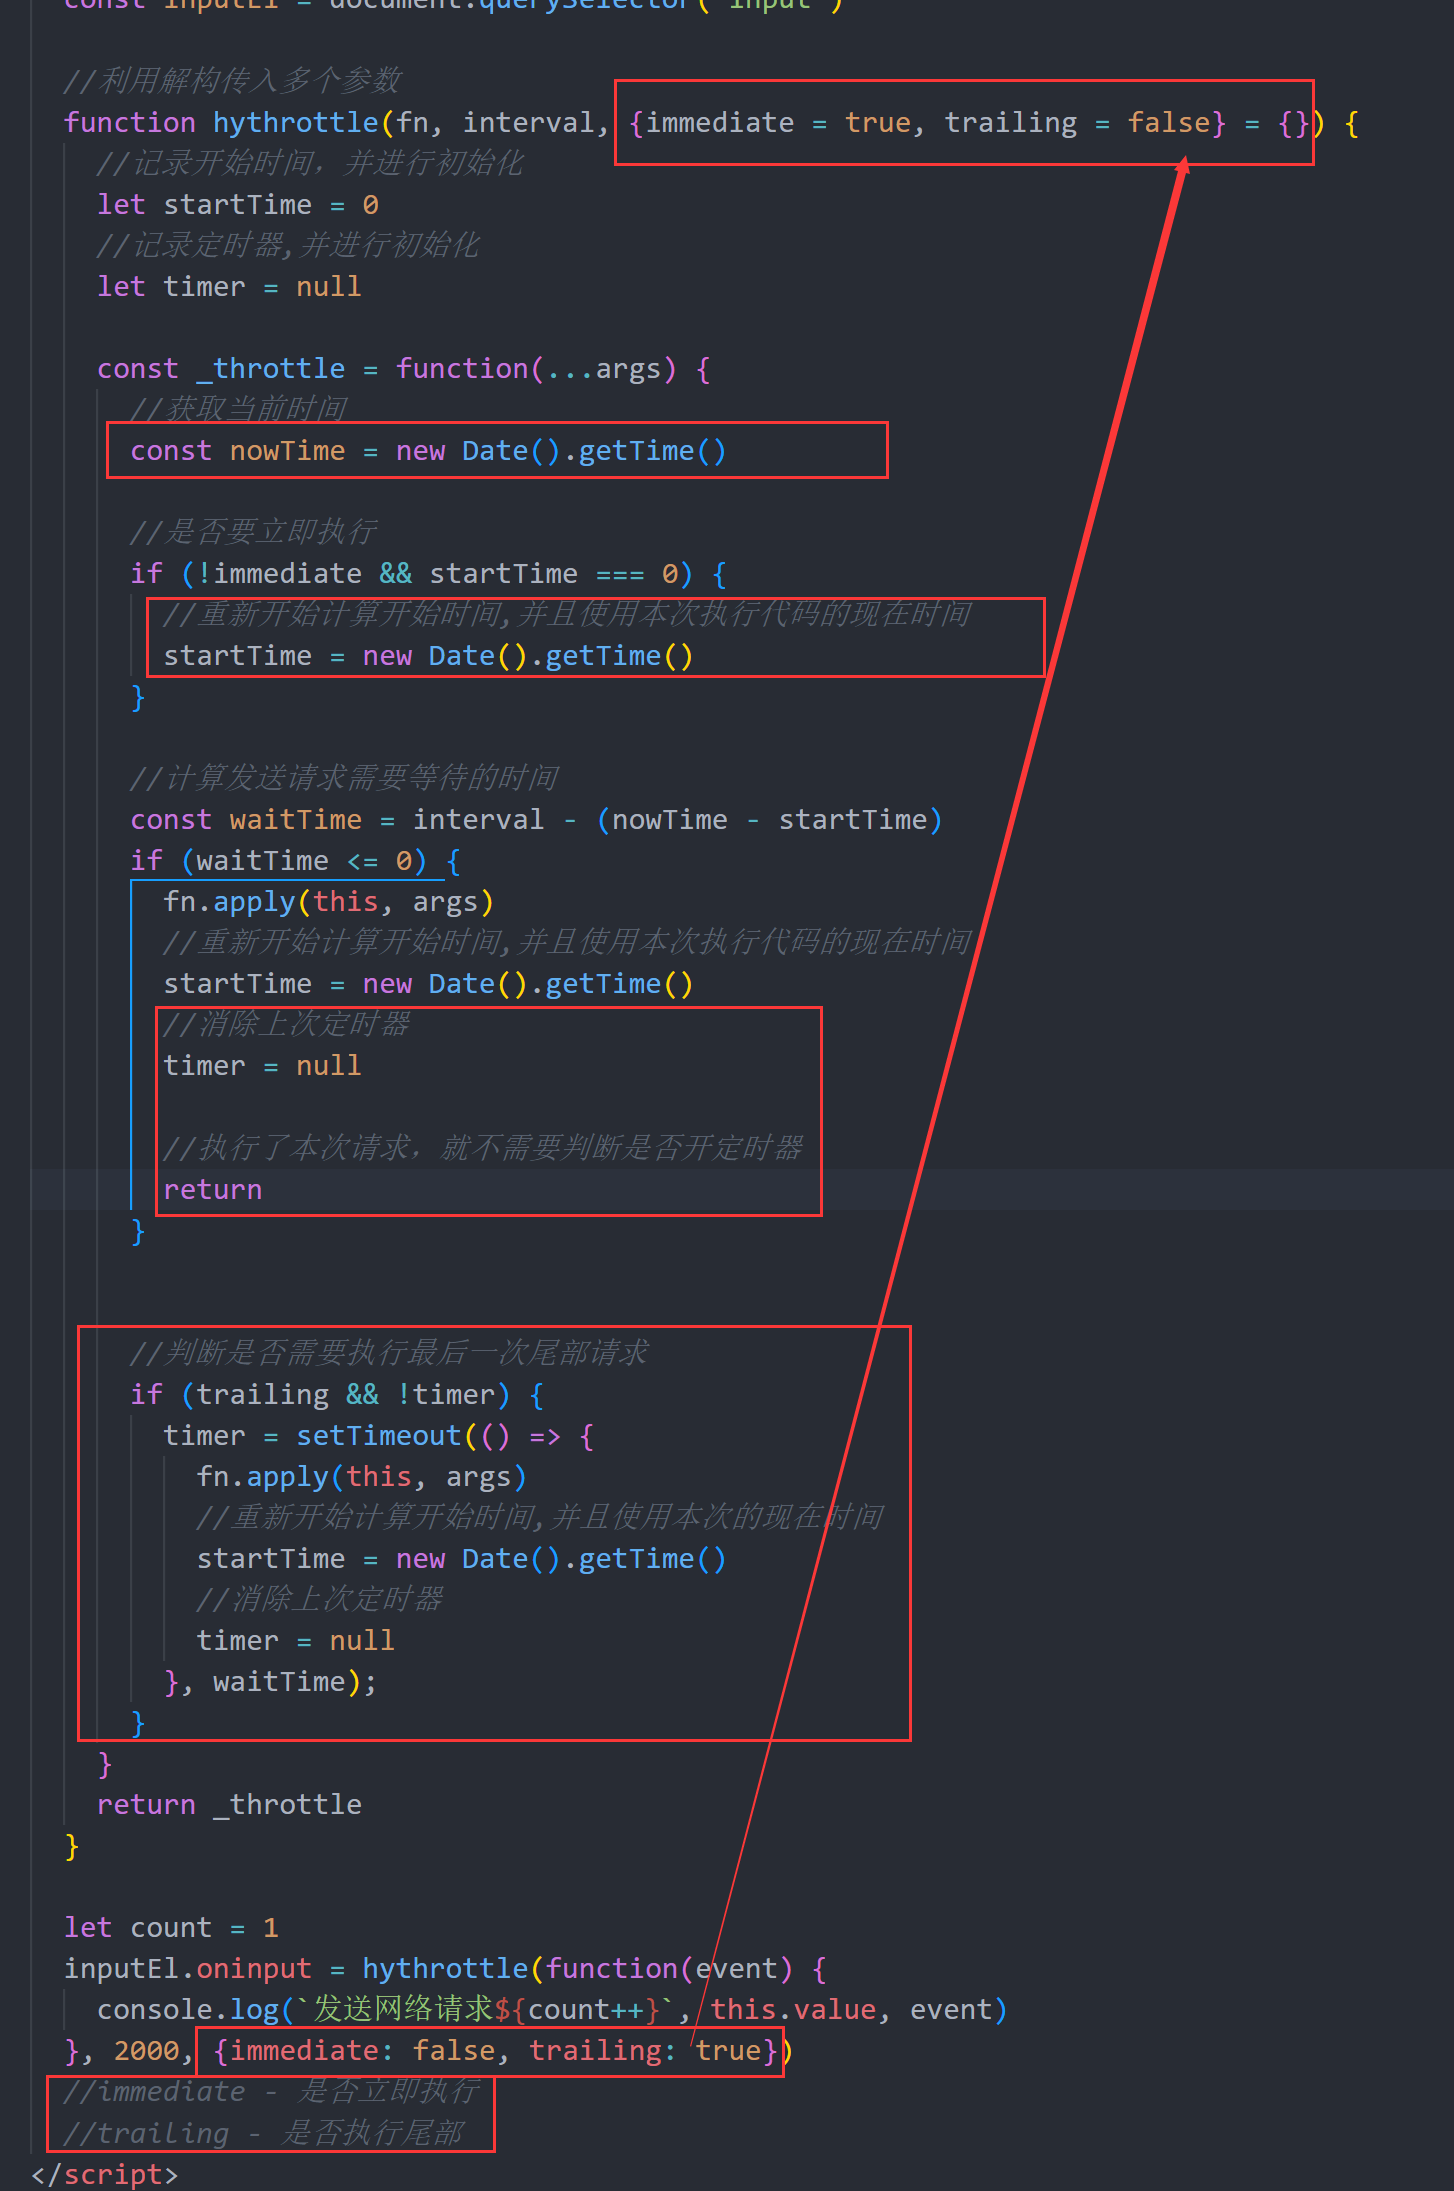 const inputEl = document.querySelector("input")
//利用解构传入多个参数
function hythrottle(fn, interval, {immediate = true, trailing = false} = {}) {
//记录开始时间，并进行初始化
let startTime = 0
//记录定时器,并进行初始化
let timer = null
const _throttle = function(...args) {
//获取当前时间
const nowTime = new Date().getTime()
//是否要立即执行
if (!immediate && startTime === 0) {
//重新开始计算开始时间,并且使用本次执行代码的现在时间
startTime = new Date().getTime()
}
//计算发送请求需要等待的时间
const waitTime = interval - (nowTime - startTime)
if (waitTime <= 0) {
fn.apply(this, args)
//重新开始计算开始时间,并且使用本次执行代码的现在时间
startTime = new Date().getTime()
//消除上次定时器
timer = null
//执行了本次请求，就不需要判断是否开定时器
return
}
//判断是否需要执行最后一次尾部请求
if (trailing && !timer) {
timer = setTimeout(() => {
fn.apply(this, args)
//重新开始计算开始时间,并且使用本次的现在时间
startTime = new Date().getTime()
//消除上次定时器
timer = null
}, waitTime);
}
}
return _throttle
}
let count = 1
inputEl.oninput = hythrottle(function(event) {
console.log(`发送网络请求${count++}`, this.value, event)
}, 2000, {immediate: false, trailing: true})
//immediate - 是否立即执行
//trailing - 是否执行尾部
</script>